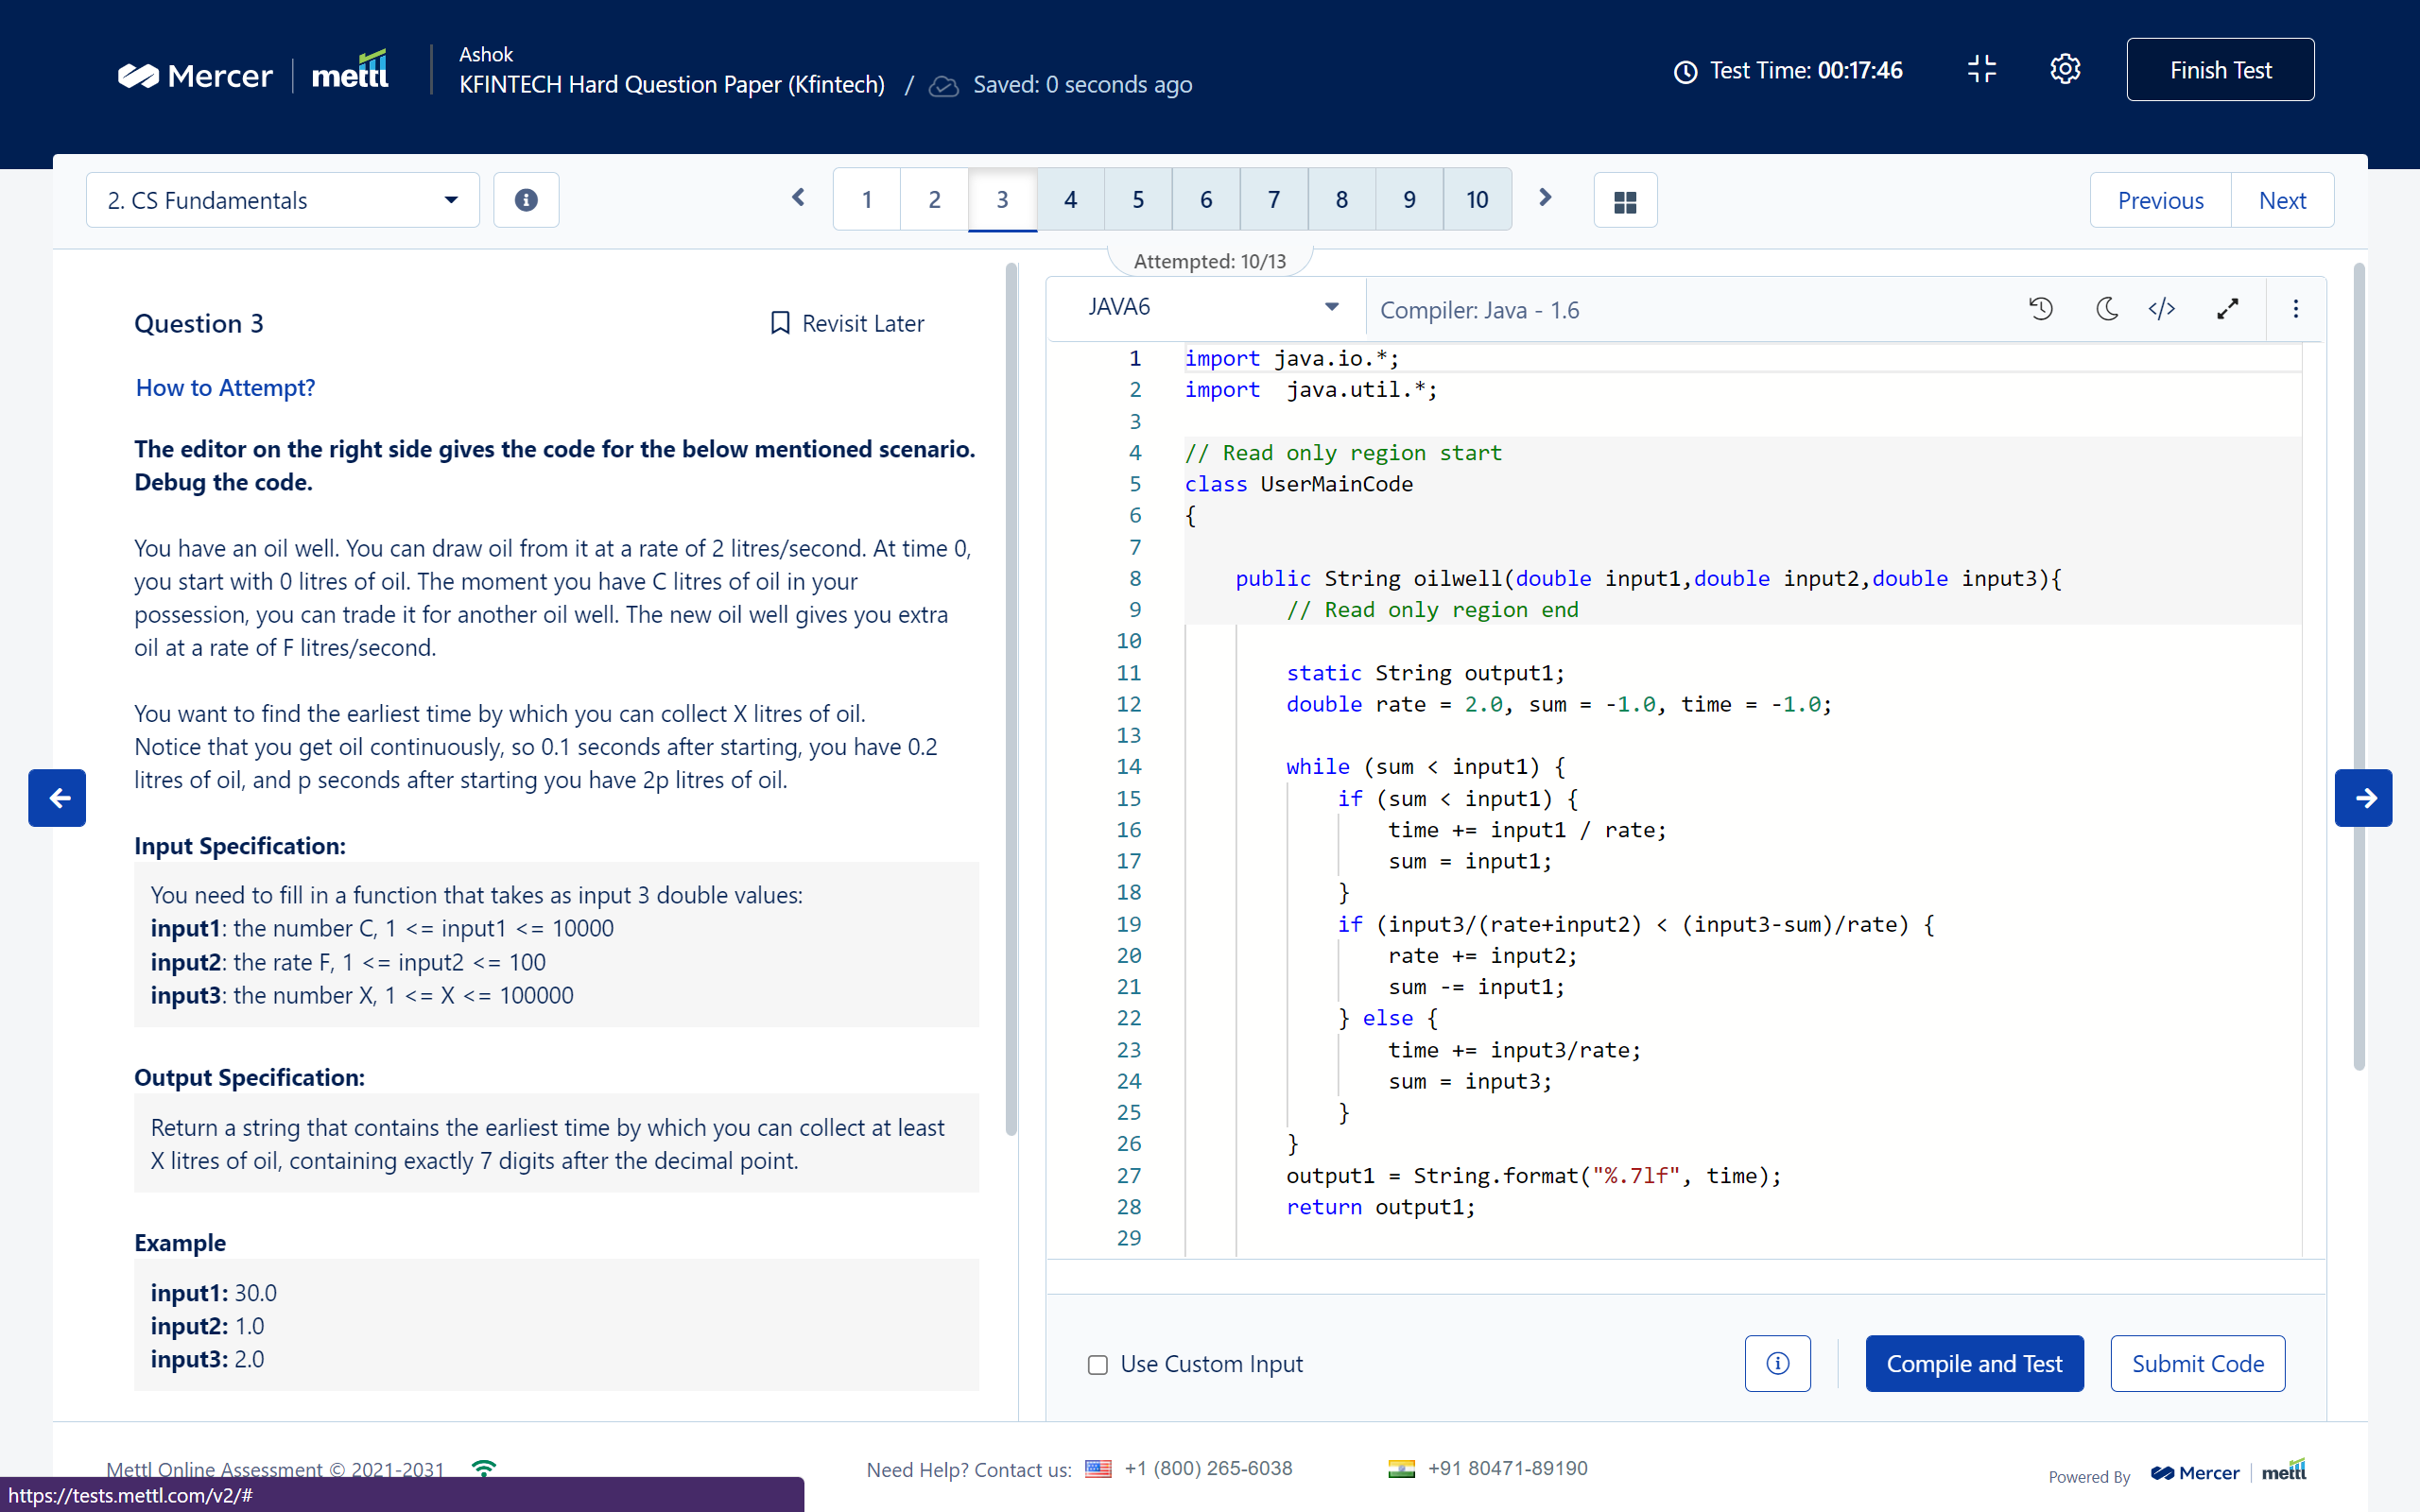 Mercer
mettl
Ashok
KFINTECH Hard Question Paper (Kfintech) / Saved: 0 seconds ago
Test Time: 00:17:46
Finish Test
2. CS Fundamentals
1 2 3 4 5 6 7 8 9 10
Previous
Next
Attempted: 10/13
Question 3
Revisit Later
How to Attempt?
The editor on the right side gives the code for the below mentioned scenario.
Debug the code.
You have an oil well. You can draw oil from it at a rate of 2 litres/second. At time 0,
you start with 0 litres of oil. The moment you have C litres of oil in your
possession, you can trade it for another oil well. The new oil well gives you extra
oil at a rate of F litres/second.
You want to find the earliest time by which you can collect X litres of oil.
Notice that you get oil continuously, so 0.1 seconds after starting, you have 0.2
litres of oil, and p seconds after starting you have 2p litres of oil.
Input Specification:
You need to fill in a function that takes as input 3 double values:
input1: the number C, 1 <= input1 <= 10000
input2: the rate F, 1 <= input2 <= 100
input3: the number X, 1 <= X <= 100000
Output Specification:
Return a string that contains the earliest time by which you can collect at least
X litres of oil, containing exactly 7 digits after the decimal point.
Example
input1: 30.0
input2: 1.0
input3: 2.0
JAVA6
Compiler: Java - 1.6
1 import java.io.*;
2 import  java.util.*;
3
4 // Read only region start
5 class UserMainCode
6 {
7
8     public String oilwell(double input1,double input2,double input3){
9         // Read only region end
10
11         static String output1;
12         double rate = 2.0, sum = -1.0, time = -1.0;
13
14         while (sum < input1) {
15             if (sum < input1) {
16                 time += input1 / rate;
17                 sum = input1;
18             }
19             if (input3/(rate+input2) < (input3-sum)/rate) {
20                 rate += input2;
21                 sum -= input1;
22             } else {
23                 time += input3/rate;
24                 sum = input3;
25             }
26         }
27         output1 = String.format("%.7lf", time);
28         return output1;
29
Use Custom Input
Compile and Test
Submit Code
Mettl Online Assessment © 2021-2031
Need Help? Contact us: +1 (800) 265-6038
+91 80471-89190
Powered By Mercer mettl
https://tests.mettl.com/v2/#